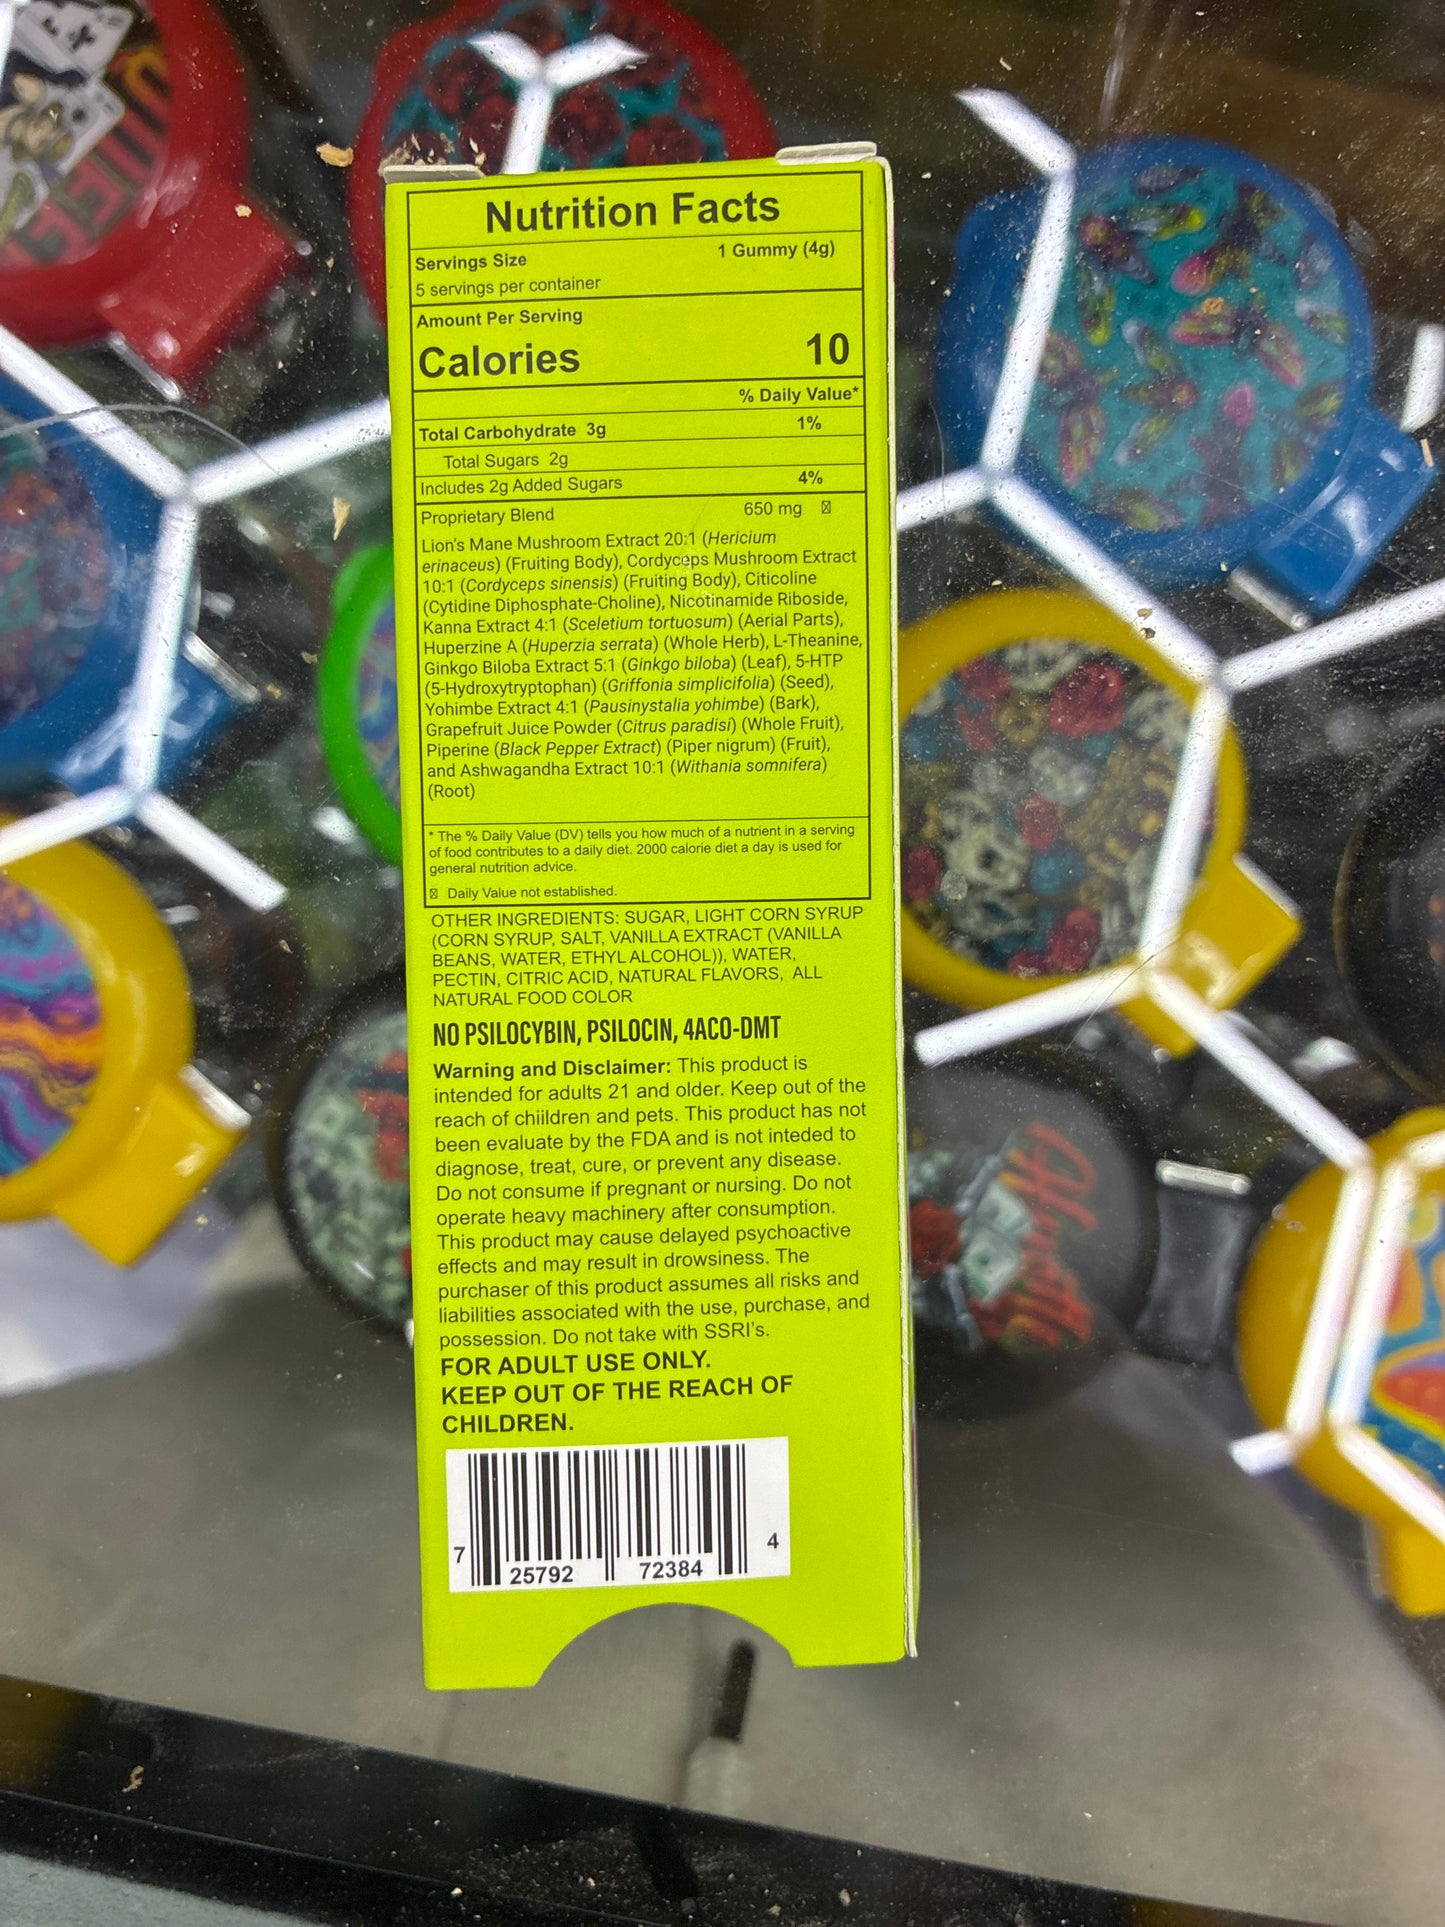 Nutrition Facts
Servings Size 1 Gummy (4g)
5 servings per container
Amount Per Serving
Calories 10
% Daily Value*
Total Carbohydrate 3g 1%
Total Sugars 2g
Includes 2g Added Sugars 4%
Proprietary Blend 650 mg
Lion's Mane Mushroom Extract 20:1 (Hericium
erinaceus) (Fruiting Body), Cordyceps Mushroom Extract
10:1 (Cordyceps sinensis) (Fruiting Body), Citicoline
(Cytidine Diphosphate-Choline), Nicotinamide Riboside,
Kanna Extract 4:1 (Sceletium tortuosum) (Aerial Parts),
Huperzine A (Huperzia serrata) (Whole Herb), L-Theanine,
Ginkgo Biloba Extract 5:1 (Ginkgo biloba) (Leaf), 5-HTP
(5-Hydroxytryptophan) (Griffonia simplicifolia) (Seed),
Yohimbe Extract 4:1 (Pausinystalia yohimbe) (Bark),
Grapefruit Juice Powder (Citrus paradisi) (Whole Fruit),
Piperine (Black Pepper Extract) (Piper nigrum) (Fruit),
and Ashwagandha Extract 10:1 (Withania somnifera)
(Root)
* The % Daily Value (DV) tells you how much of a nutrient in a serving
of food contributes to a daily diet. 2000 calorie diet a day is used for
general nutrition advice.
Daily Value not established.
OTHER INGREDIENTS: SUGAR, LIGHT CORN SYRUP
(CORN SYRUP, SALT, VANILLA EXTRACT (VANILLA
BEANS, WATER, ETHYL ALCOHOL)), WATER,
PECTIN, CITRIC ACID, NATURAL FLAVORS, ALL
NATURAL FOOD COLOR
NO PSILOCYBIN, PSILOCIN, 4ACO-DMT
Warning and Disclaimer: This product is
intended for adults 21 and older. Keep out of the
reach of chiildren and pets. This product has not
been evaluate by the FDA and is not inteded to
diagnose, treat, cure, or prevent any disease.
Do not consume if pregnant or nursing. Do not
operate heavy machinery after consumption.
This product may cause delayed psychoactive
effects and may result in drowsiness. The
purchaser of this product assumes all risks and
liabilities associated with the use, purchase, and
possession. Do not take with SSRI's.
FOR ADULT USE ONLY.
KEEP OUT OF THE REACH OF
CHILDREN.
7 25792 72384 4